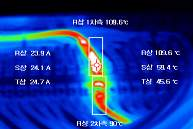 R상 1차측 109.6℃
R상 23.9 A
S상 24.1 A
T상 24.7 A
R상 109.6℃
S상 59.4℃
T상 45.6℃
R상 2차측 90℃